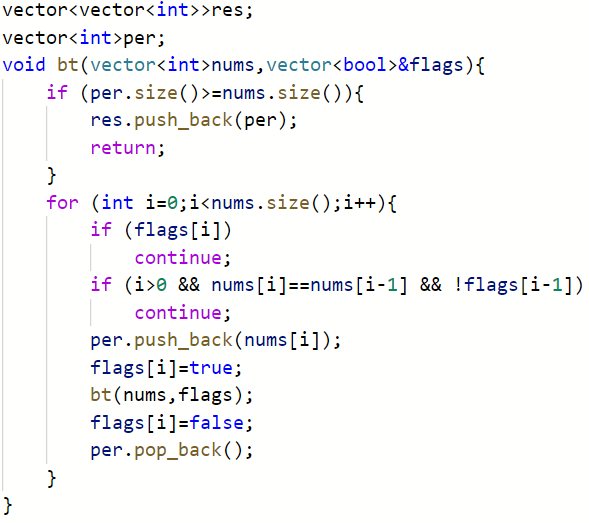 vector<vector<int>>res;
vector<int>per;
void bt(vector<int>nums,vector<bool>&flags){
    if (per.size()>=nums.size()){
        res.push_back(per);
        return;
    }
    for (int i=0;i<nums.size();i++){
        if (flags[i])
            continue;
        if (i>0 && nums[i]==nums[i-1] && !flags[i-1])
            continue;
        per.push_back(nums[i]);
        flags[i]=true;
        bt(nums,flags);
        flags[i]=false;
        per.pop_back();
    }
}